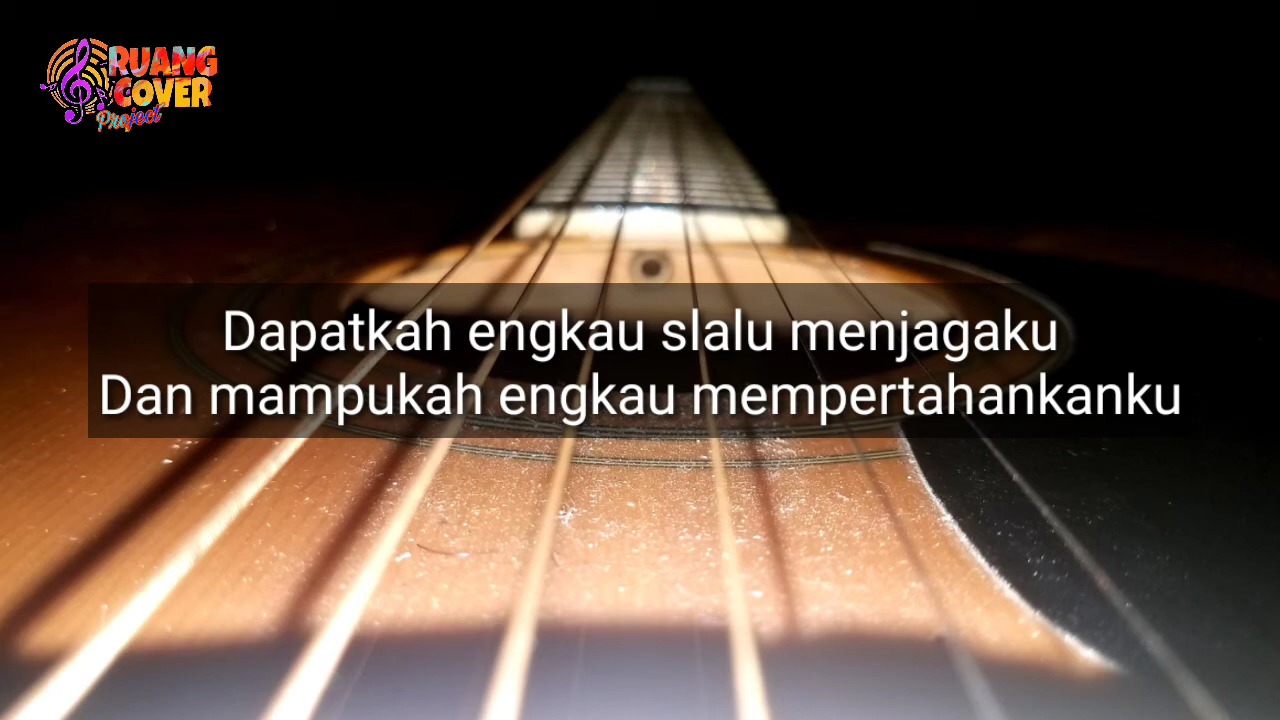 RUANG
COVER
Project
Dapatkah engkau slalu menjagaku
Dan mampukah engkau mempertahankanku